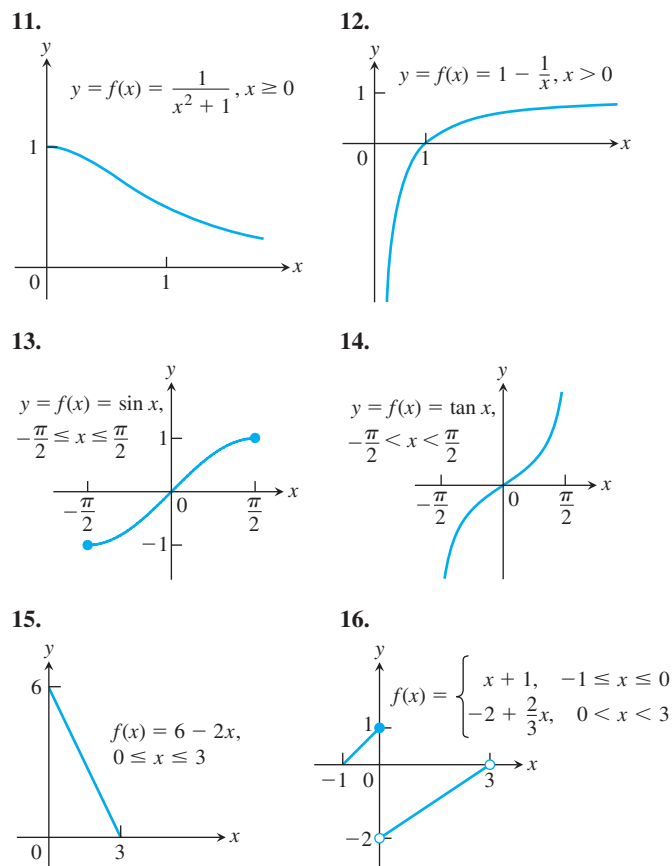 11.
y
y = f(x) = 1/(x² + 1), x ≥ 0
1
0
1
x
12.
y
y = f(x) = 1 − 1/x, x > 0
1
0
1
x
13.
y
y = f(x) = sin x,
−π/2 ≤ x ≤ π/2
1
x
−π/2
0
π/2
−1
14.
y
y = f(x) = tan x,
−π/2 < x < π/2
x
−π/2
0
π/2
15.
y
6
f(x) = 6 − 2x,
0 ≤ x ≤ 3
0
3
x
16.
y
f(x) = {
x + 1, −1 ≤ x ≤ 0
−2 + 2/3 x, 0 < x < 3
1
x
−1
0
3
−2